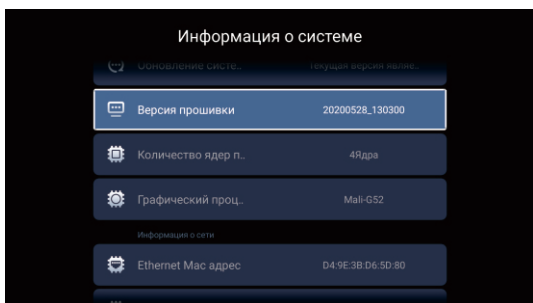 Информация о системе
Обновление систе.. Текущая версия являе..
Версия прошивки 20200528_130300
Количество ядер п.. 4Ядра
Графический проц.. Mali-G52
Информация о сети
Ethernet Mac адрес D4:9E:3B:D6:5D:80